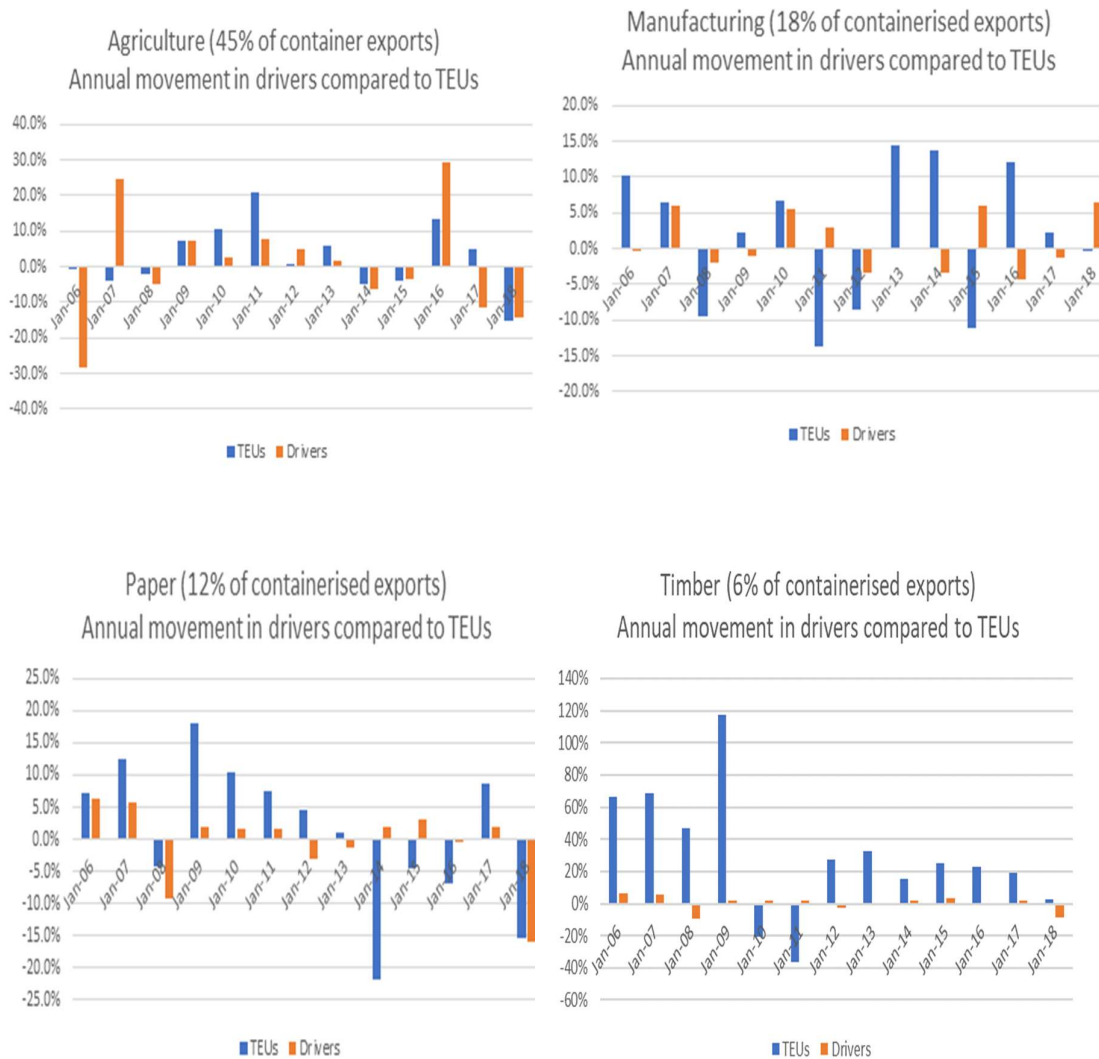 Agriculture (45% of container exports)
Annual movement in drivers compared to TEUs
40.0%
30.0%
20.0%
10.0%
0.0%
-10.0%
-20.0%
-30.0%
-40.0%
Jan-06
Jan-07
Jan-08
Jan-09
Jan-10
Jan-11
Jan-12
Jan-13
Jan-14
Jan-15
Jan-16
Jan-17
Jan-18
TEUs Drivers
Manufacturing (18% of containerised exports)
Annual movement in drivers compared to TEUs
20.0%
15.0%
10.0%
5.0%
0.0%
-5.0%
-10.0%
-15.0%
-20.0%
Jan-06
Jan-07
Jan-08
Jan-09
Jan-10
Jan-11
Jan-12
Jan-13
Jan-14
Jan-15
Jan-16
Jan-17
Jan-18
TEUs Drivers
Paper (12% of containerised exports)
Annual movement in drivers compared to TEUs
25.0%
20.0%
15.0%
10.0%
5.0%
0.0%
-5.0%
-10.0%
-15.0%
-20.0%
-25.0%
Jan-06
Jan-07
Jan-08
Jan-09
Jan-10
Jan-11
Jan-12
Jan-13
Jan-14
Jan-15
Jan-16
Jan-17
Jan-18
TEUs Drivers
Timber (6% of containerised exports)
Annual movement in drivers compared to TEUs
140%
120%
100%
80%
60%
40%
20%
0%
-20%
-40%
-60%
Jan-06
Jan-07
Jan-08
Jan-09
Jan-10
Jan-11
Jan-12
Jan-13
Jan-14
Jan-15
Jan-16
Jan-17
Jan-18
TEUs Drivers